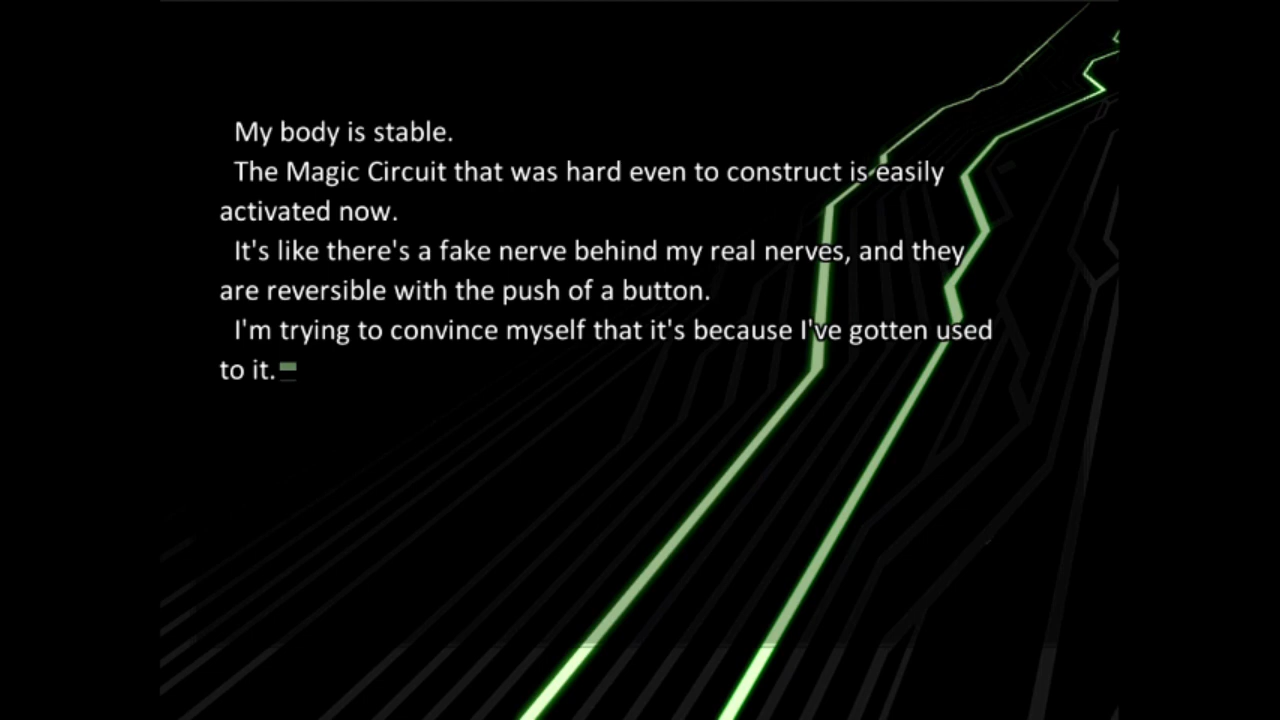 My body is stable.
The Magic Circuit that was hard even to construct is easily
activated now.
It's like there's a fake nerve behind my real nerves, and they
are reversible with the push of a button.
I'm trying to convince myself that it's because I've gotten used
to it.